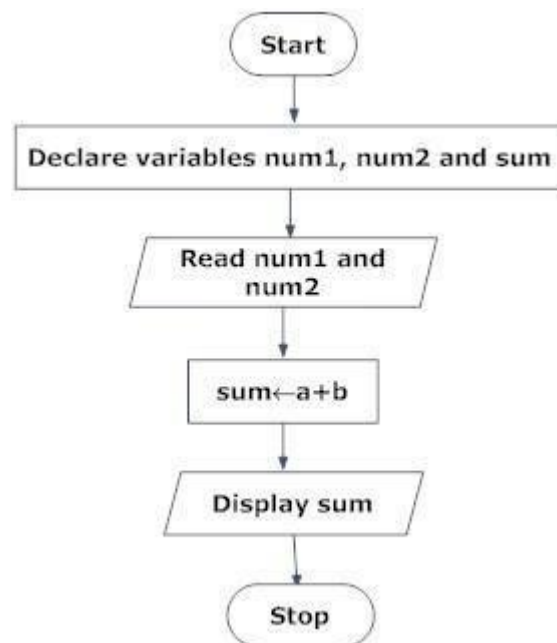 Start
Declare variables num1, num2 and sum
Read num1 and
num2
sum←a+b
Display sum
Stop